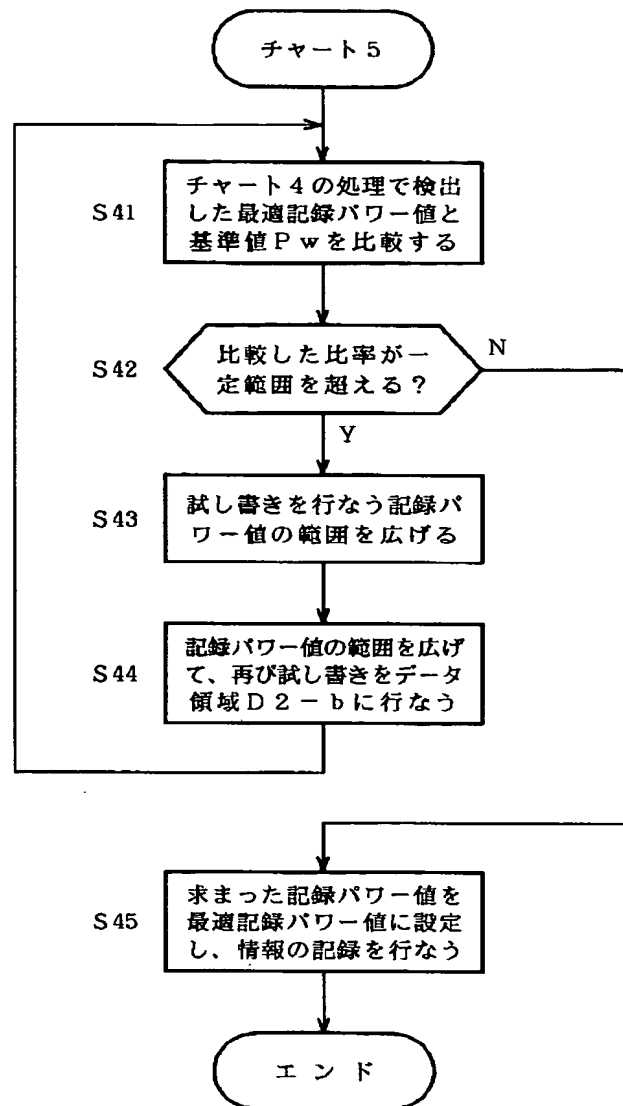 チャート5
S41
チャート4の処理で検出
した最適記録パワー値と
基準値Pwを比較する
S42
比較した比率が一
定範囲を超える？
N
Y
S43
試し書きを行なう記録パ
ワー値の範囲を広げる
S44
記録パワー値の範囲を広げ
て、再び試し書きをデータ
領域D2－bに行なう
S45
求まった記録パワー値を
最適記録パワー値に設定
し、情報の記録を行なう
エンド